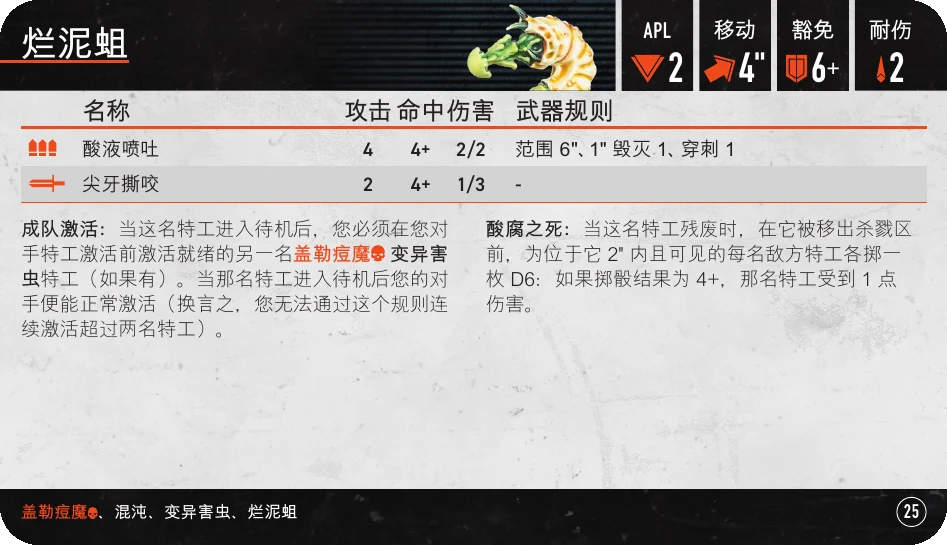 烂泥蛆
APL 移动 豁免 耐伤
2 4" 6+ 2
名称 攻击 命中 伤害 武器规则
酸液喷吐 4 4+ 2/2 范围 6"、1" 毁灭 1、穿刺 1
尖牙撕咬 2 4+ 1/3 -
成队激活：当这名特工进入待机后，您必须在您对
手特工激活前激活就绪的另一名盖勒痘魔 变异害
虫特工（如果有）。当那名特工进入待机后您的对
手便能正常激活（换言之，您无法通过这个规则连
续激活超过两名特工）。
酸腐之死：当这名特工残废时，在它被移出杀戮区
前，为位于它 2" 内且可见的每名敌方特工各掷一
枚 D6：如果掷骰结果为 4+，那名特工受到 1 点
伤害。
盖勒痘魔、混沌、变异害虫、烂泥蛆
25